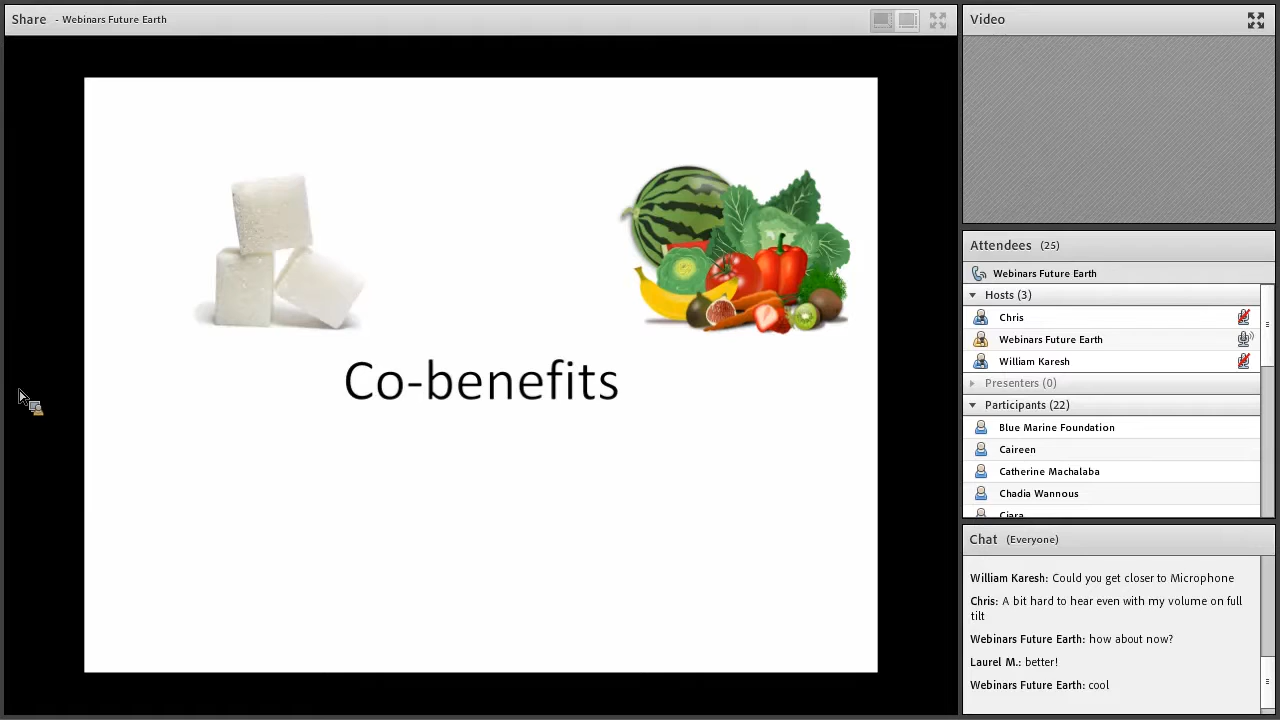 Share - Webinars Future Earth
Co-benefits
Video
Attendees (25)
Webinars Future Earth
Hosts (3)
Chris
Webinars Future Earth
William Karesh
Presenters (0)
Participants (22)
Blue Marine Foundation
Caireen
Catherine Machalaba
Chadia Wannous
Ciara
Chat (Everyone)
William Karesh: Could you get closer to Microphone
Chris: A bit hard to hear even with my volume on full
tilt
Webinars Future Earth: how about now?
Laurel M.: better!
Webinars Future Earth: cool